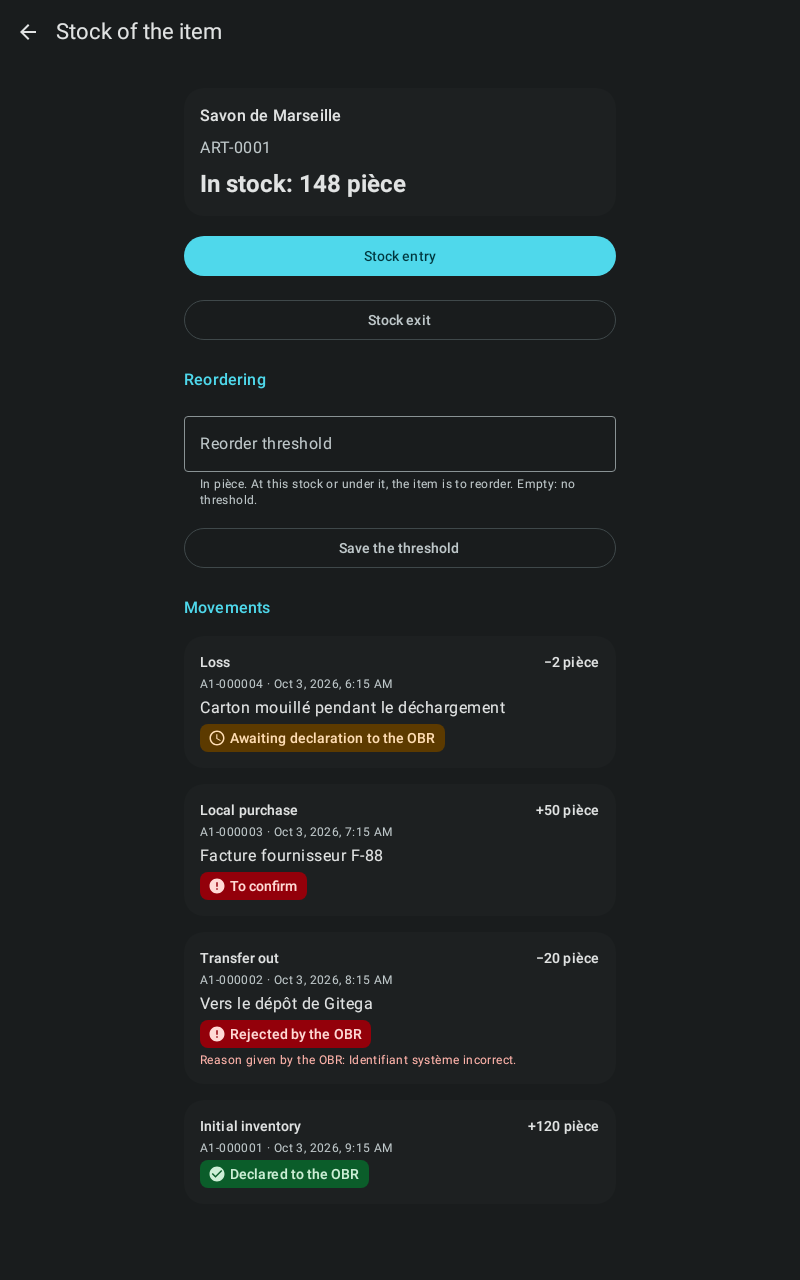 Stock of the item
Savon de Marseille
ART-0001
In stock: 148 pièce
Stock entry
Stock exit
Reordering
Reorder threshold
In pièce. At this stock or under it, the item is to reorder. Empty: no
threshold.
Save the threshold
Movements
Loss −2 pièce
A1-000004 · Oct 3, 2026, 6:15 AM
Carton mouillé pendant le déchargement
Awaiting declaration to the OBR
Local purchase +50 pièce
A1-000003 · Oct 3, 2026, 7:15 AM
Facture fournisseur F-88
To confirm
Transfer out −20 pièce
A1-000002 · Oct 3, 2026, 8:15 AM
Vers le dépôt de Gitega
Rejected by the OBR
Reason given by the OBR: Identifiant système incorrect.
Initial inventory +120 pièce
A1-000001 · Oct 3, 2026, 9:15 AM
Declared to the OBR